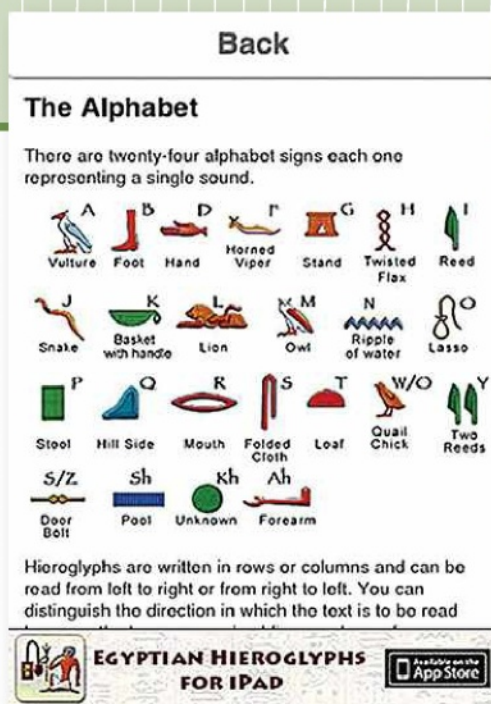 Back
The Alphabet
There are twenty-four alphabet signs each one
representing a single sound.
A B D F G H I
Vulture Foot Hand Horned Viper Stand Twisted Flax Reed
J K L M N O
Snake Basket with handle Lion Owl Ripple of water Lasso
P Q R S T W/O Y
Stool Hill Side Mouth Folded Cloth Loaf Quail Chick Two Reeds
S/Z Sh Kh Ah
Door Bolt Pool Unknown Forearm
Hieroglyphs are written in rows or columns and can be
read from left to right or from right to left. You can
distinguish the direction in which the text is to be read
EGYPTIAN HIEROGLYPHS
FOR IPAD
Available on the
App Store